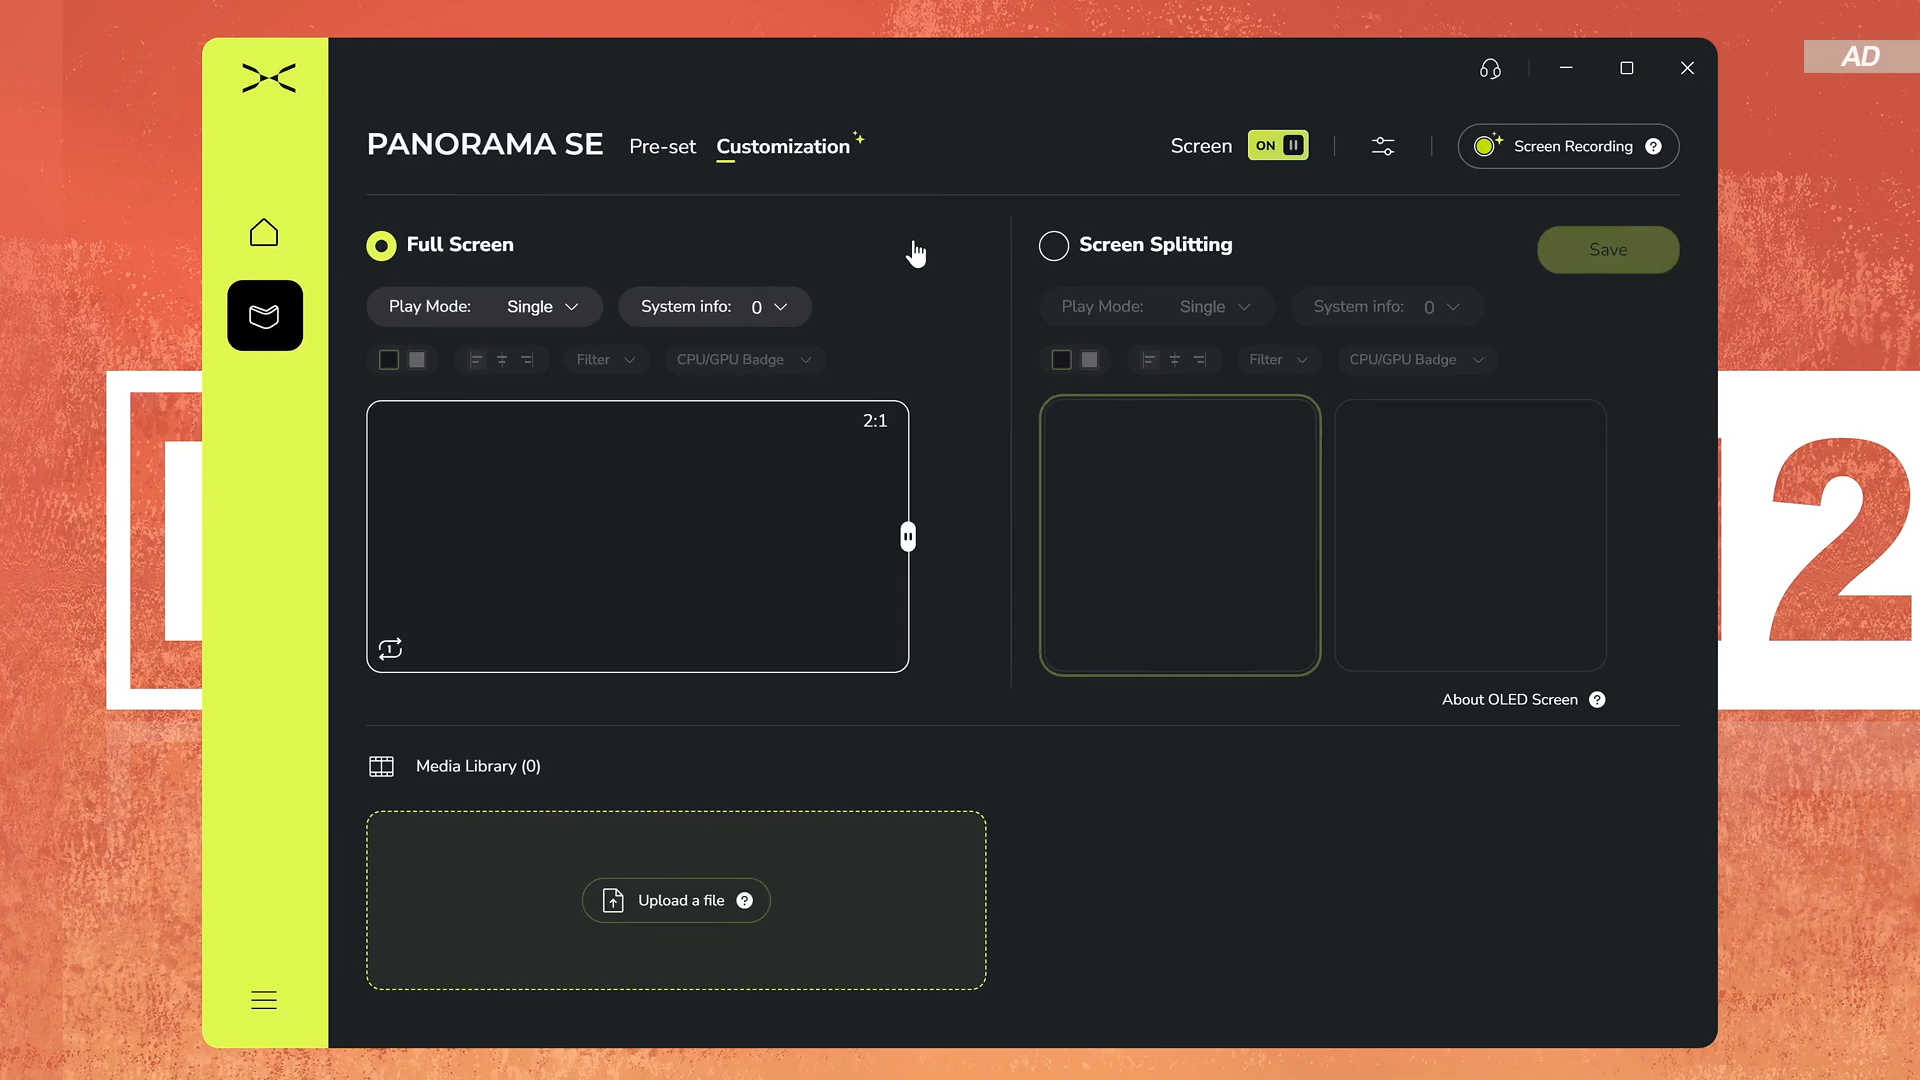 AD
PANORAMA SE
Pre-set
Customization
Screen
ON
Screen Recording ?
Full Screen
Play Mode: Single
System info: 0
Filter
CPU/GPU Badge
2:1
1
Screen Splitting
Save
Play Mode: Single
System info: 0
Filter
CPU/GPU Badge
About OLED Screen ?
Media Library (0)
Upload a file ?
2